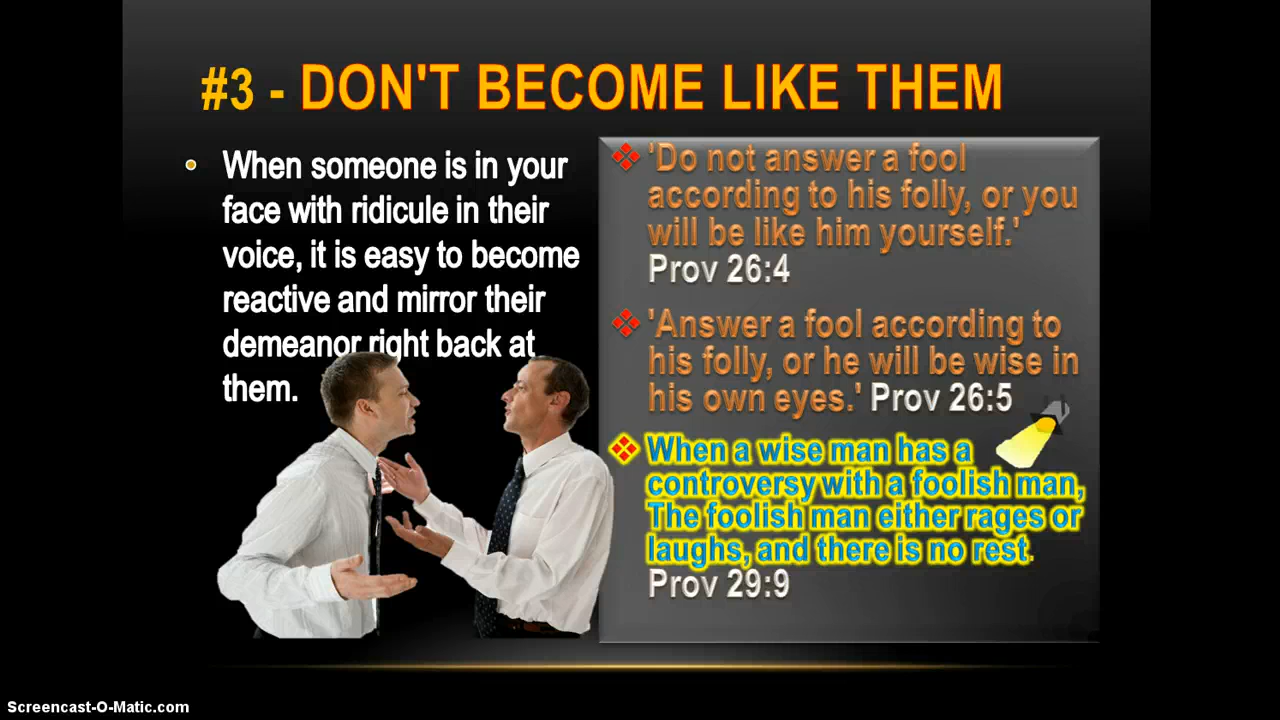 #3 - DON'T BECOME LIKE THEM
When someone is in your
face with ridicule in their
voice, it is easy to become
reactive and mirror their
demeanor right back at
them.
'Do not answer a fool
according to his folly, or you
will be like him yourself.'
Prov 26:4
'Answer a fool according to
his folly, or he will be wise in
his own eyes.' Prov 26:5
When a wise man has a
controversy with a foolish man,
The foolish man either rages or
laughs, and there is no rest.
Prov 29:9
Screencast-O-Matic.com